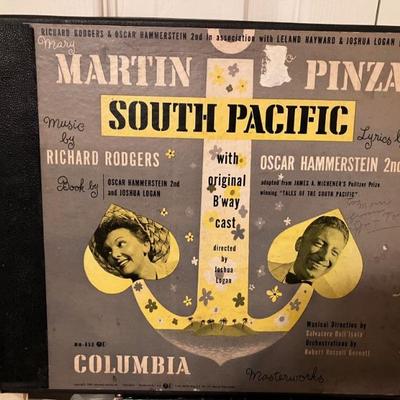 RICHARD RODGERS & OSCAR HAMMERSTEIN 2nd in association with LELAND HAYWARD & JOSHUA LOGAN
Mary
MARTIN PINZA
SOUTH PACIFIC
Music by
RICHARD RODGERS
Lyrics by
OSCAR HAMMERSTEIN 2nd
Book by
OSCAR HAMMERSTEIN 2nd
and JOSHUA LOGAN
with
original
B'way
cast
directed
by
Joshua
Logan
adapted from JAMES A. MICHENER'S Pulitzer Prize
winning "TALES OF THE SOUTH PACIFIC"
Musical Direction by
Salvatore Dell'Isola
Orchestrations by
Robert Russell Bennett
MM-850
COLUMBIA
Masterworks